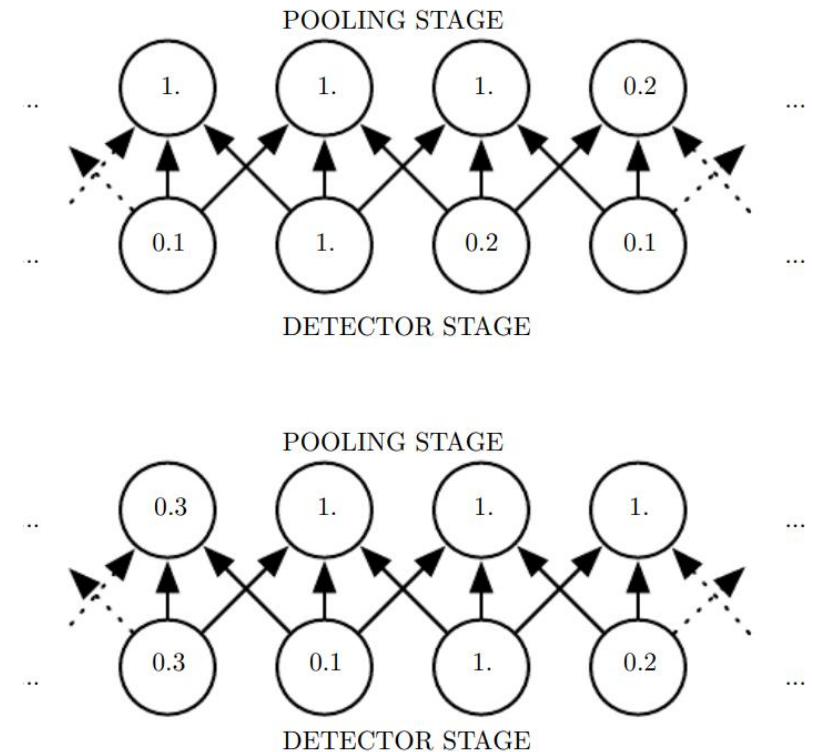 POOLING STAGE
.. 1. 1. 1. 0.2 ...
.. 0.1 1. 0.2 0.1 ...
DETECTOR STAGE
POOLING STAGE
.. 0.3 1. 1. 1. ...
.. 0.3 0.1 1. 0.2 ...
DETECTOR STAGE